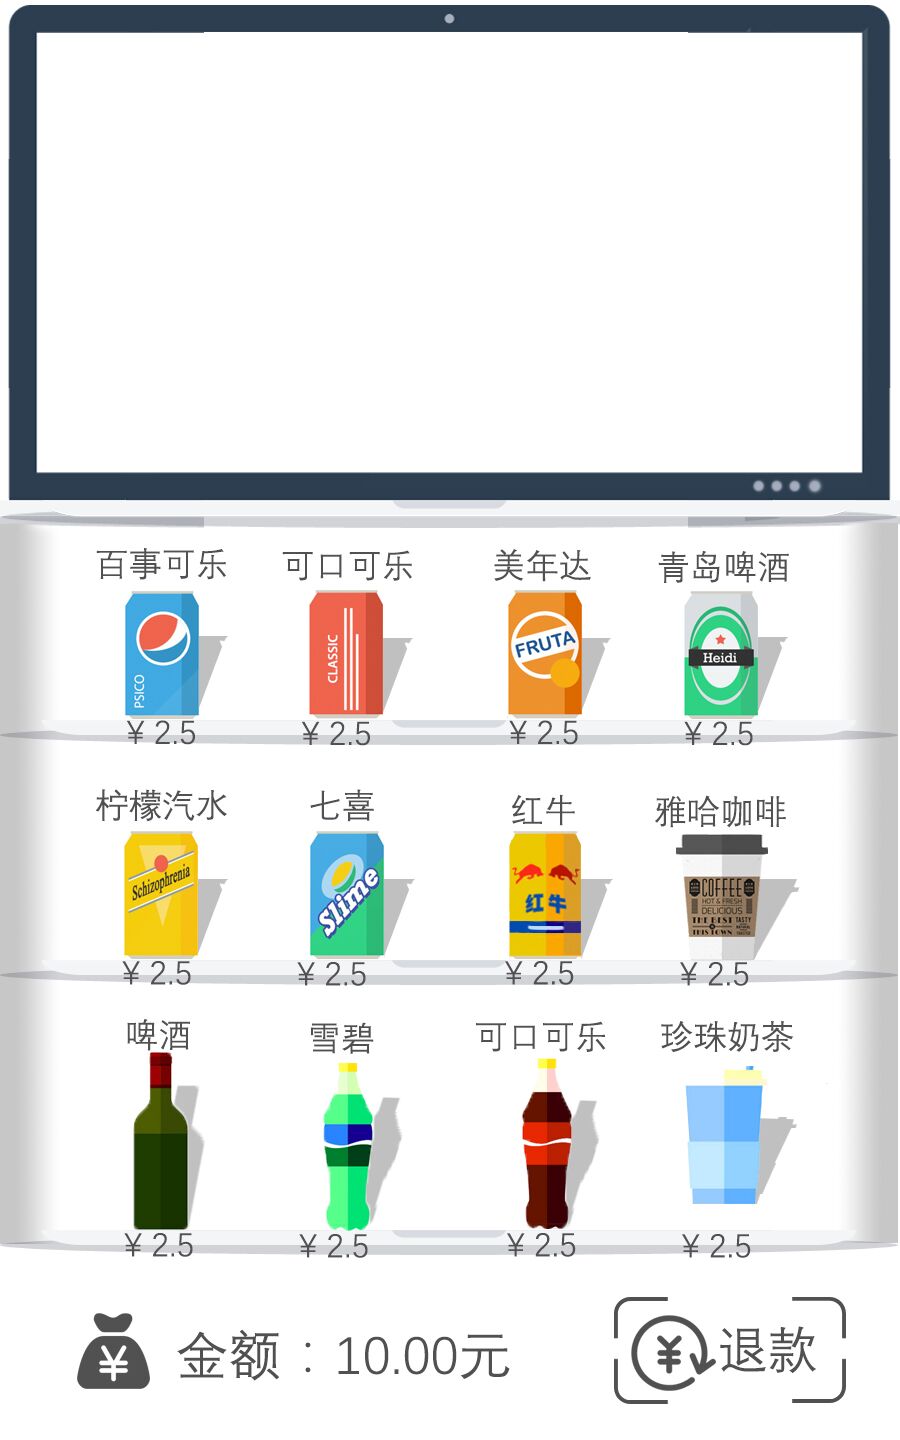 百事可乐 可口可乐 美年达 青岛啤酒
PSICO CLASSIC FRUTA Heidi
¥ 2.5 ¥ 2.5 ¥ 2.5 ¥ 2.5
柠檬汽水 七喜 红牛 雅哈咖啡
Schizophrenia Slime 红牛
COFFEE
HOT & FRESH
DELICIOUS
THE BEST
THIS TOWN
TASTY
¥ 2.5 ¥ 2.5 ¥ 2.5 ¥ 2.5
啤酒 雪碧 可口可乐 珍珠奶茶
¥ 2.5 ¥ 2.5 ¥ 2.5 ¥ 2.5
¥ 金额：10.00元 ¥ 退款